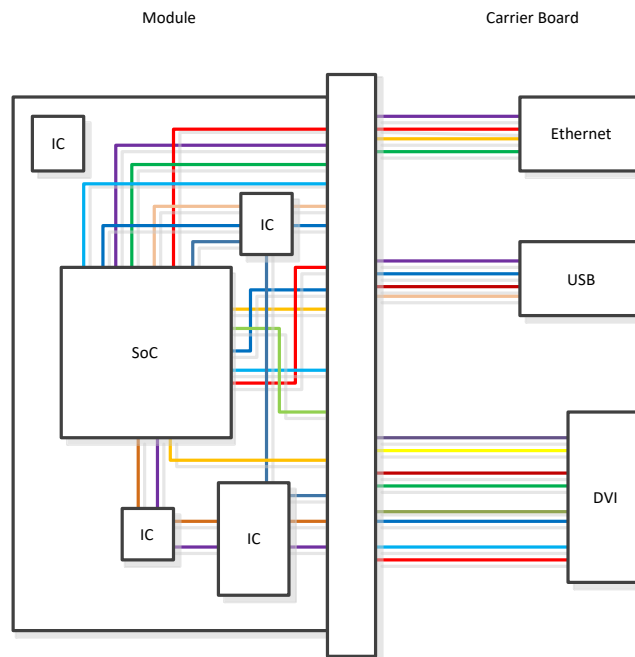 Module
Carrier Board
IC
Ethernet
IC
USB
SoC
DVI
IC
IC